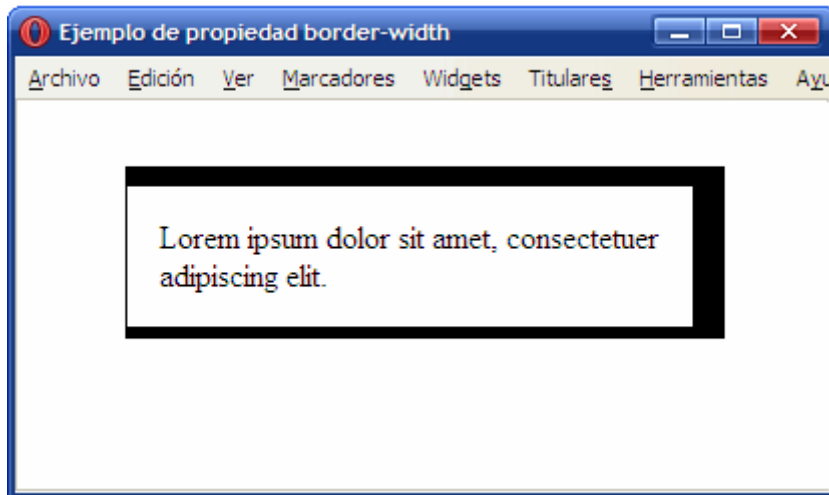 Ejemplo de propiedad border-width
Archivo Edición Ver Marcadores Widgets Titulares Herramientas Ayu
Lorem ipsum dolor sit amet, consectetuer
adipiscing elit.